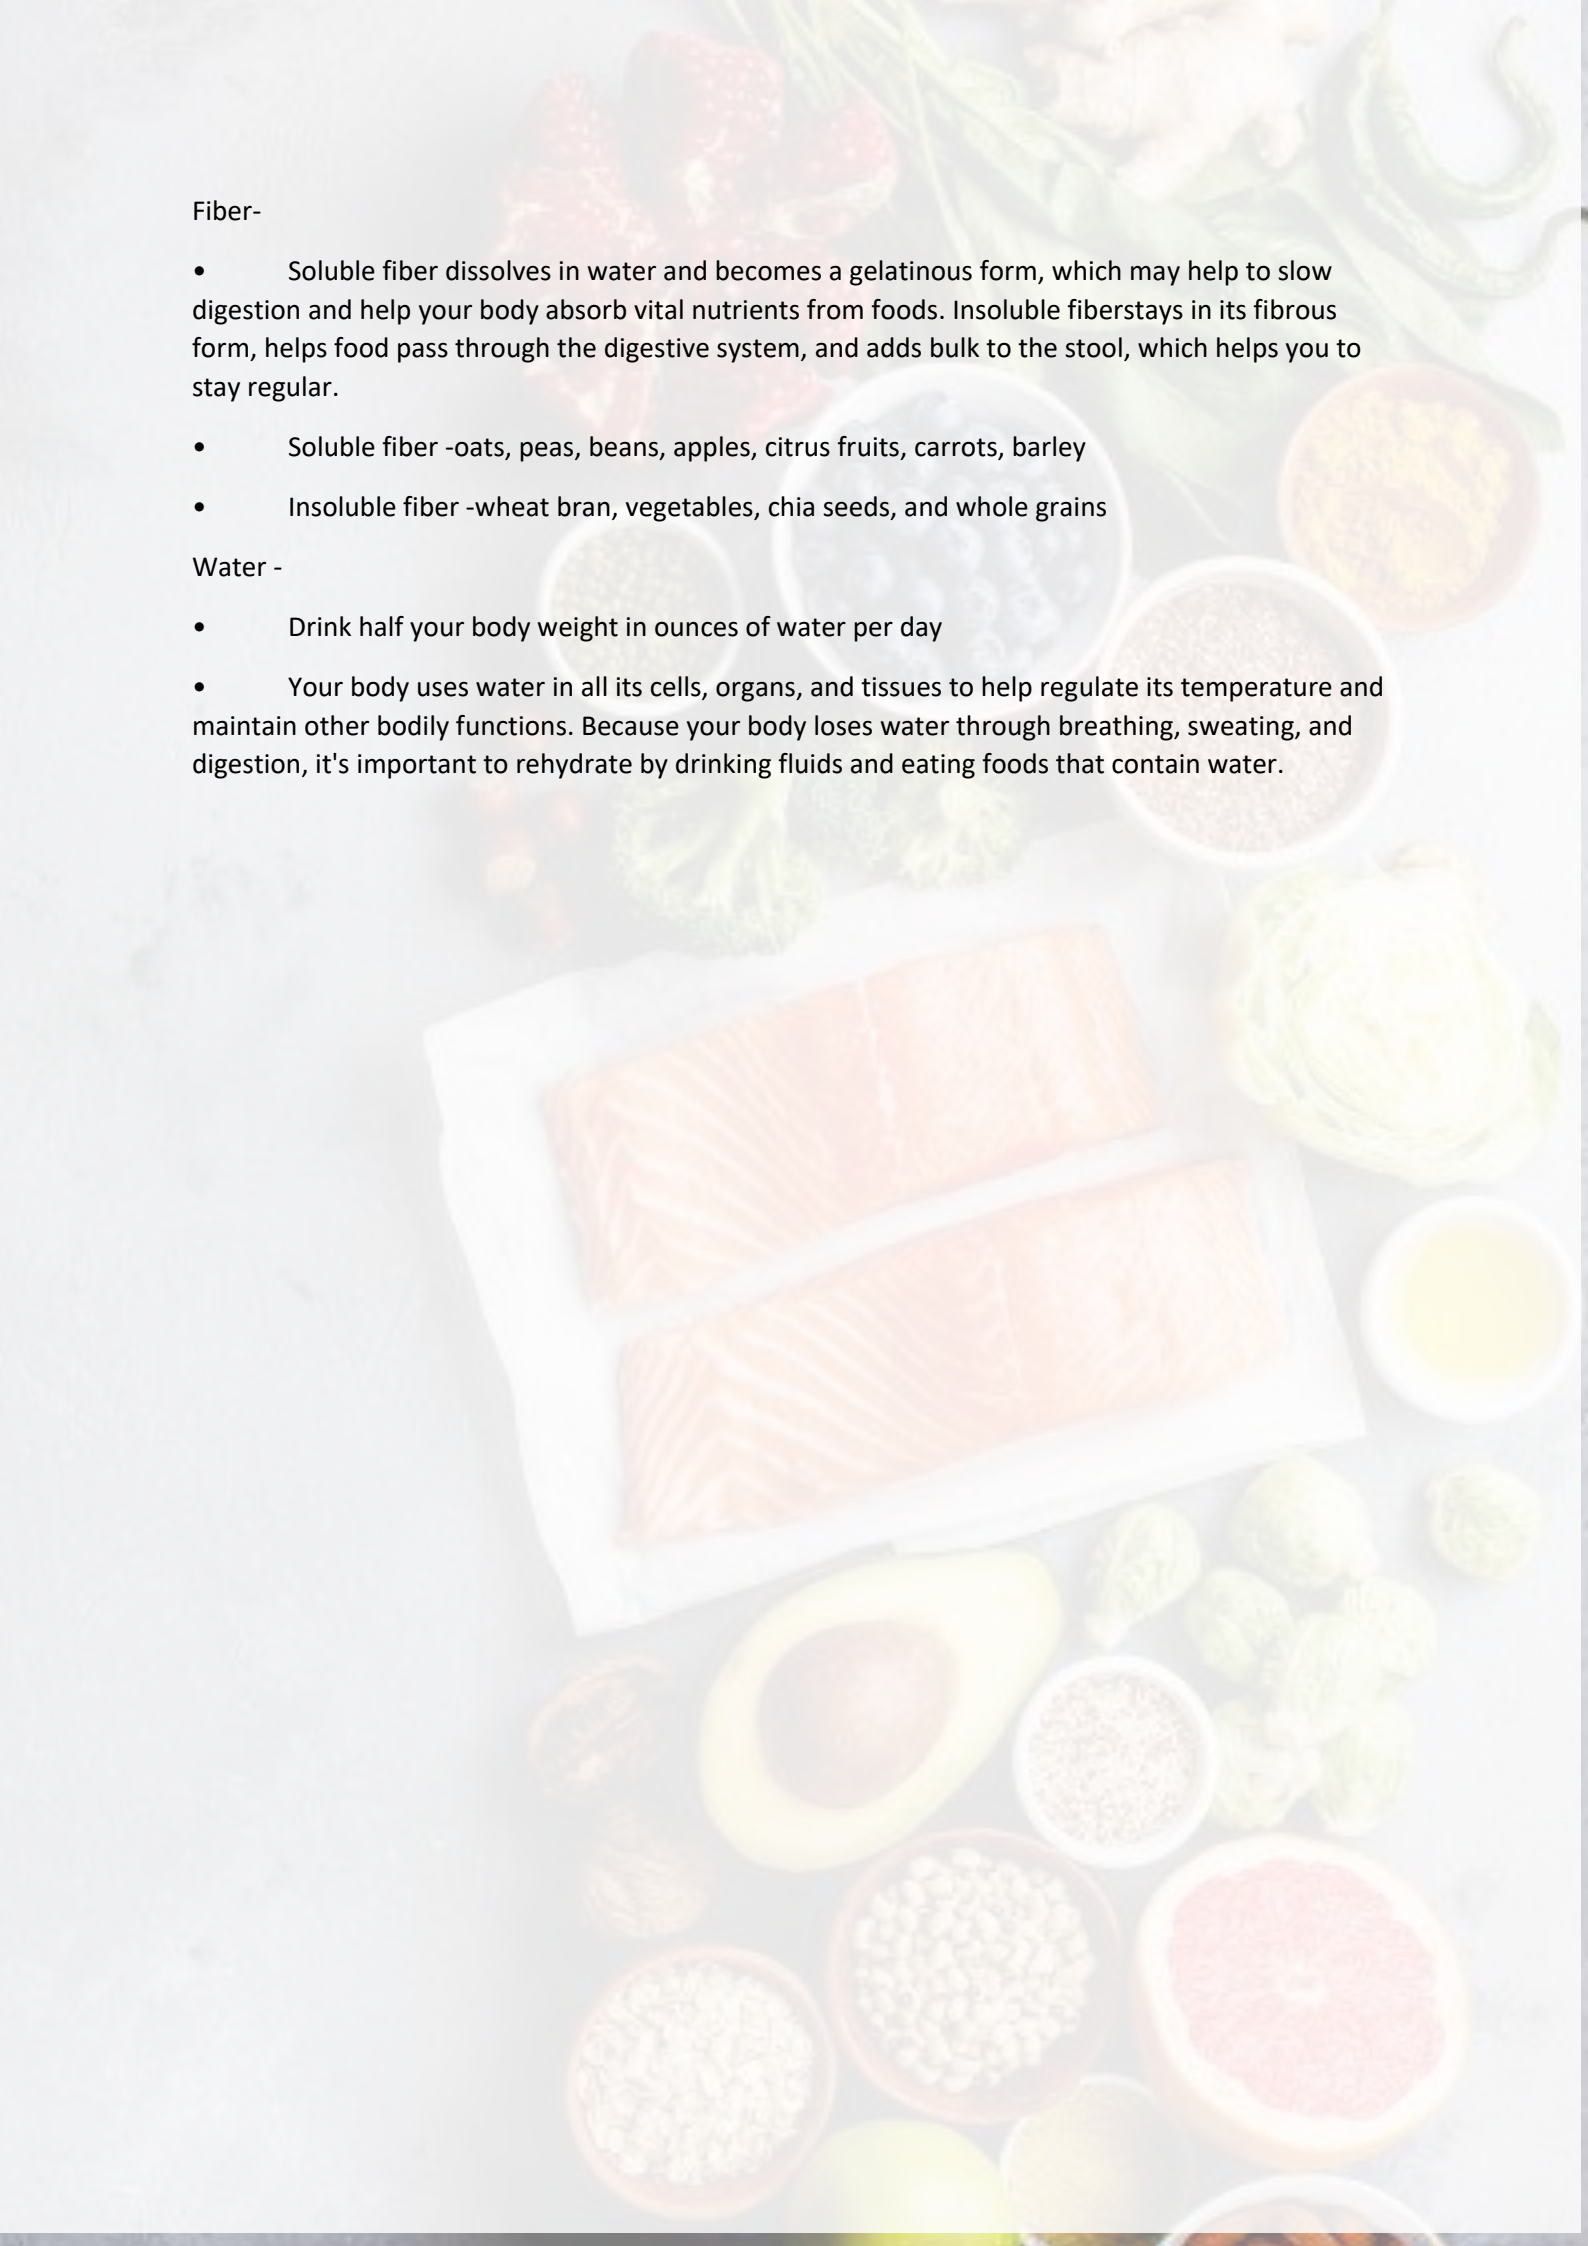 Fiber-
• Soluble fiber dissolves in water and becomes a gelatinous form, which may help to slow
digestion and help your body absorb vital nutrients from foods. Insoluble fiberstays in its fibrous
form, helps food pass through the digestive system, and adds bulk to the stool, which helps you to
stay regular.
• Soluble fiber -oats, peas, beans, apples, citrus fruits, carrots, barley
• Insoluble fiber -wheat bran, vegetables, chia seeds, and whole grains
Water -
• Drink half your body weight in ounces of water per day
• Your body uses water in all its cells, organs, and tissues to help regulate its temperature and
maintain other bodily functions. Because your body loses water through breathing, sweating, and
digestion, it's important to rehydrate by drinking fluids and eating foods that contain water.